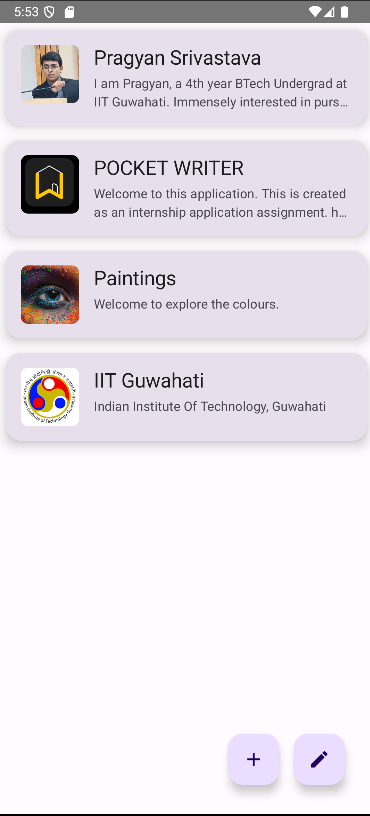 5:53
Pragyan Srivastava
I am Pragyan, a 4th year BTech Undergrad at
IIT Guwahati. Immensely interested in purs…
POCKET WRITER
Welcome to this application. This is created
as an internship application assignment. h…
Paintings
Welcome to explore the colours.
IIT Guwahati
Indian Institute Of Technology, Guwahati